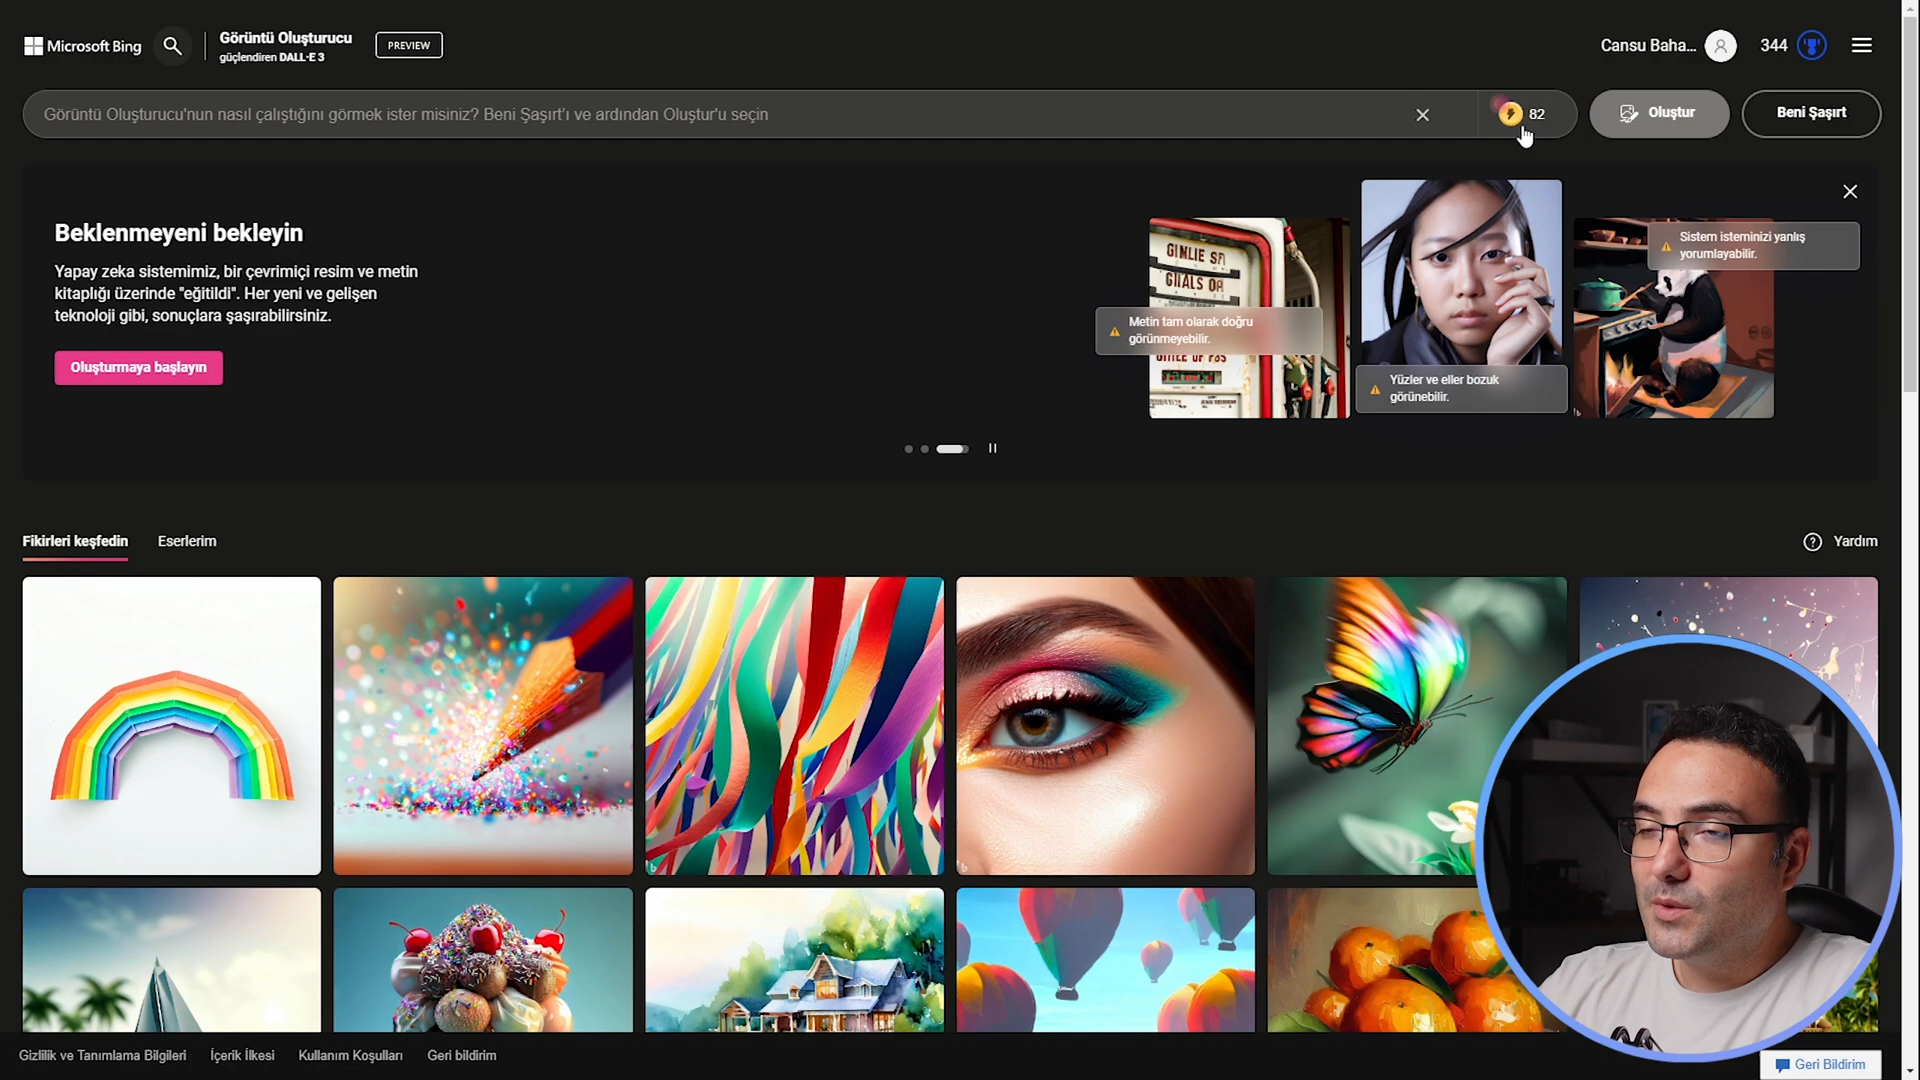 Microsoft Bing
Görüntü Oluşturucu
güçlendiren DALL·E 3
PREVIEW
Cansu Baha...
344
Görüntü Oluşturucu'nun nasıl çalıştığını görmek ister misiniz? Beni Şaşırt'ı ve ardından Oluştur'u seçin
82
Oluştur
Beni Şaşırt
Beklenmeyeni bekleyin
Yapay zeka sistemimiz, bir çevrimiçi resim ve metin
kitaplığı üzerinde "eğitildi". Her yeni ve gelişen
teknoloji gibi, sonuçlara şaşırabilirsiniz.
Oluşturmaya başlayın
Metin tam olarak doğru
görünmeyebilir.
Yüzler ve eller bozuk
görünebilir.
Sistem isteminizi yanlış
yorumlayabilir.
Fikirleri keşfedin
Eserlerim
Yardım
Gizlilik ve Tanımlama Bilgileri
İçerik İlkesi
Kullanım Koşulları
Geri bildirim
Geri Bildirim